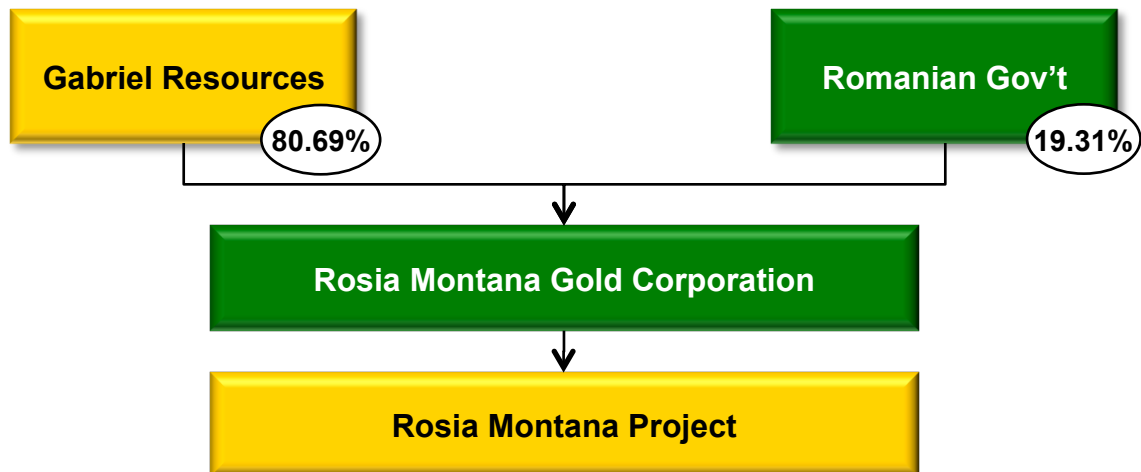 Gabriel Resources
80.69%
Romanian Gov’t
19.31%
Rosia Montana Gold Corporation
Rosia Montana Project